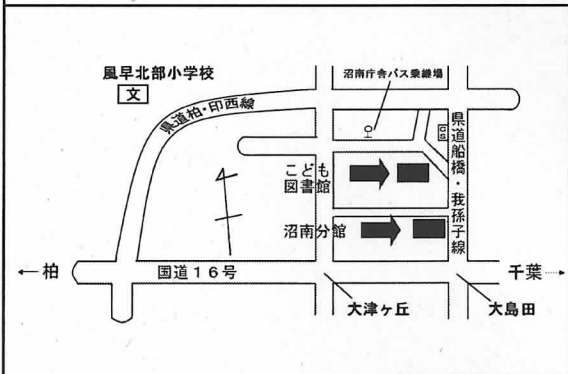 風早北部小学校
文
沼南庁舎バス乗継場
県道柏・印西線
GS
県道船橋・我孫子線
こども
図書館
沼南分館
←柏
国道16号
千葉→
大津ヶ丘
大島田